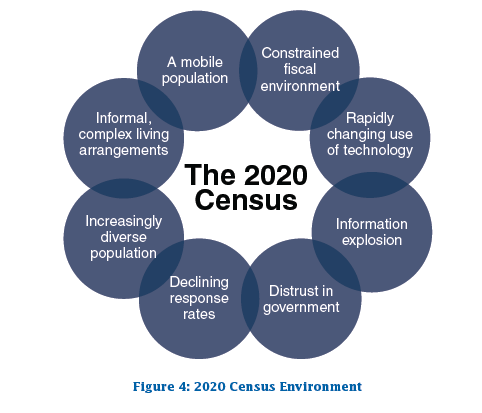 A mobile
population
Constrained
fiscal
environment
Rapidly
changing use
of technology
Information
explosion
Distrust in
government
Declining
response
rates
Increasingly
diverse
population
Informal,
complex living
arrangements
The 2020
Census
Figure 4: 2020 Census Environment